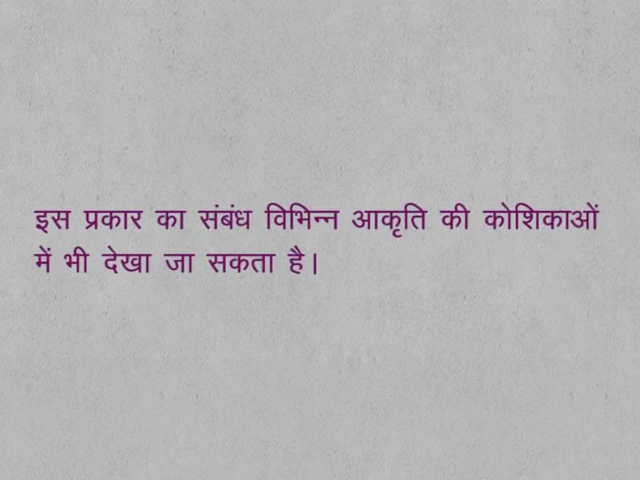 इस प्रकार का संबंध विभिन्न आकृति की कोशिकाओं
में भी देखा जा सकता है।